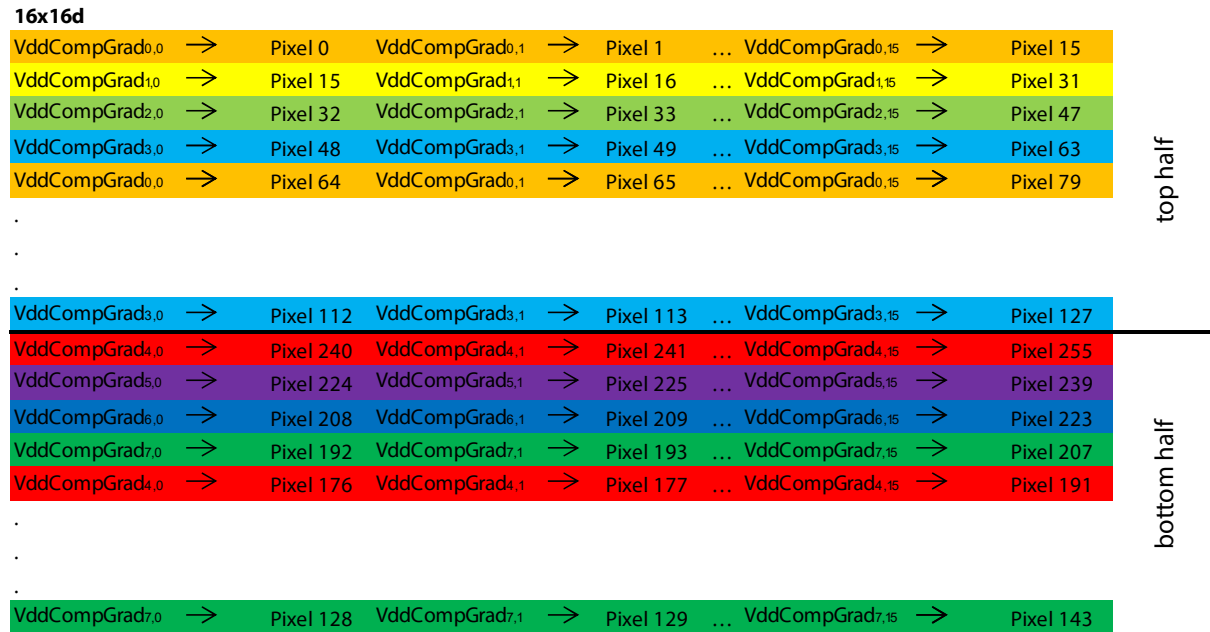 16x16d
VddCompGrad0,0 → Pixel 0 VddCompGrad0,1 → Pixel 1 … VddCompGrad0,15 → Pixel 15
VddCompGrad1,0 → Pixel 15 VddCompGrad1,1 → Pixel 16 … VddCompGrad1,15 → Pixel 31
VddCompGrad2,0 → Pixel 32 VddCompGrad2,1 → Pixel 33 … VddCompGrad2,15 → Pixel 47
VddCompGrad3,0 → Pixel 48 VddCompGrad3,1 → Pixel 49 … VddCompGrad3,15 → Pixel 63
VddCompGrad0,0 → Pixel 64 VddCompGrad0,1 → Pixel 65 … VddCompGrad0,15 → Pixel 79
.
.
.
VddCompGrad3,0 → Pixel 112 VddCompGrad3,1 → Pixel 113 … VddCompGrad3,15 → Pixel 127
top half
VddCompGrad4,0 → Pixel 240 VddCompGrad4,1 → Pixel 241 … VddCompGrad4,15 → Pixel 255
VddCompGrad5,0 → Pixel 224 VddCompGrad5,1 → Pixel 225 … VddCompGrad5,15 → Pixel 239
VddCompGrad6,0 → Pixel 208 VddCompGrad6,1 → Pixel 209 … VddCompGrad6,15 → Pixel 223
VddCompGrad7,0 → Pixel 192 VddCompGrad7,1 → Pixel 193 … VddCompGrad7,15 → Pixel 207
VddCompGrad4,0 → Pixel 176 VddCompGrad4,1 → Pixel 177 … VddCompGrad4,15 → Pixel 191
.
.
.
VddCompGrad7,0 → Pixel 128 VddCompGrad7,1 → Pixel 129 … VddCompGrad7,15 → Pixel 143
bottom half